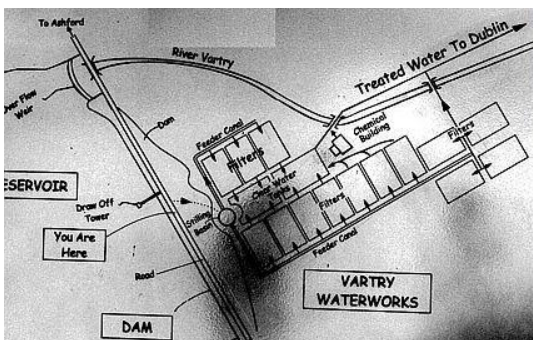 To Ashford
River Vartry
Treated Water To Dublin
Over Flow
Weir
Dam
Feeder Canal
Filters
Chemical
Building
Filters
RESERVOIR
Draw Off
Tower
Stilling
Basin
Clear Water
Tanks
Filters
You Are
Here
Feeder Canal
Road
VARTRY
WATERWORKS
DAM